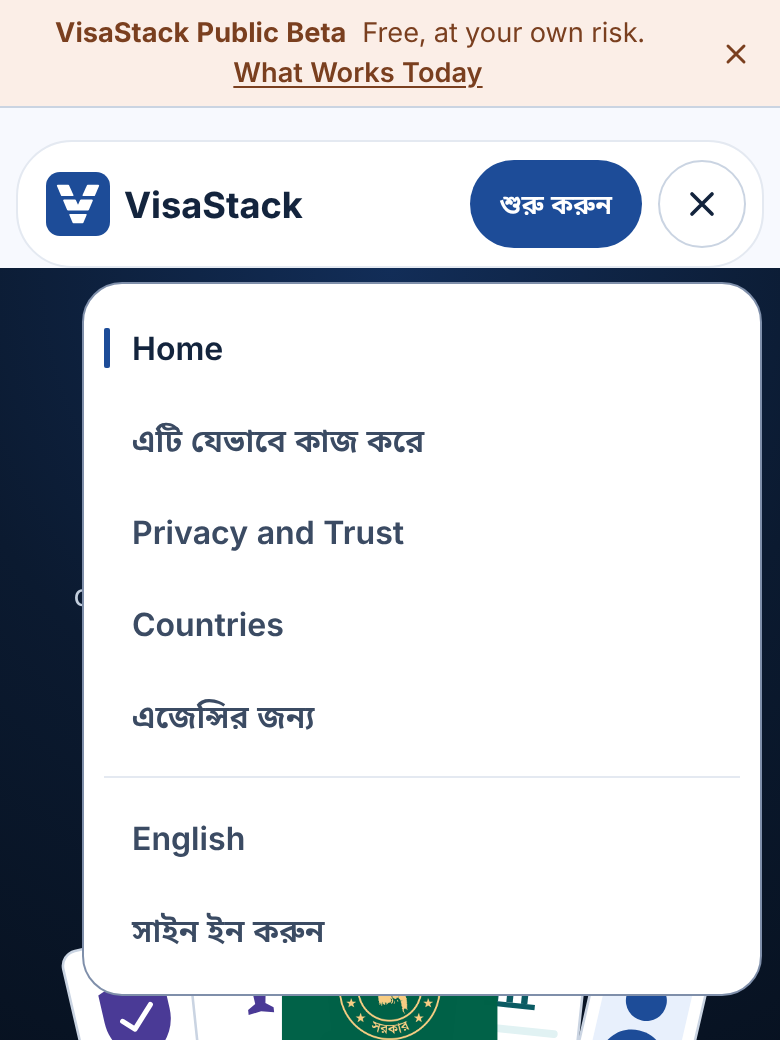 VisaStack Public Beta Free, at your own risk.
What Works Today
VisaStack
শুরু করুন
Home
এটি যেভাবে কাজ করে
Privacy and Trust
Countries
এজেন্সির জন্য
English
সাইন ইন করুন
সরকার